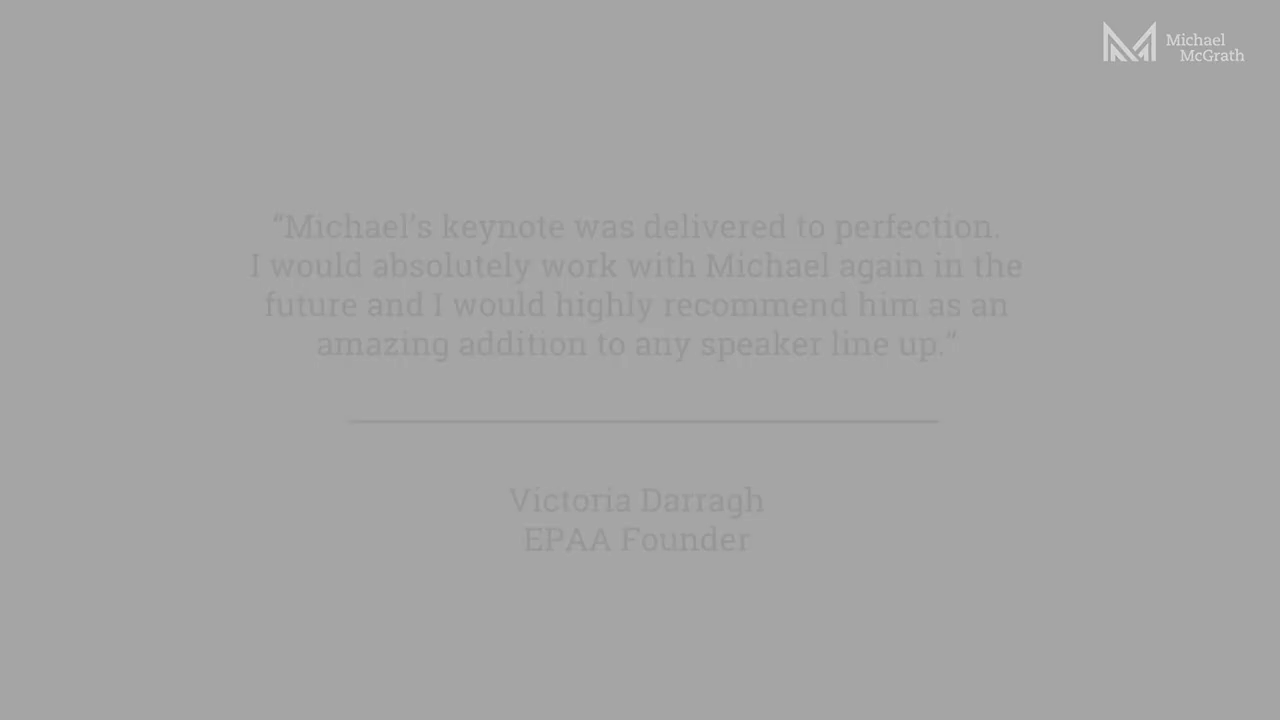 Michael
McGrath
“Michael’s keynote was delivered to perfection.
I would absolutely work with Michael again in the
future and I would highly recommend him as an
amazing addition to any speaker line up.”
Victoria Darragh
EPAA Founder